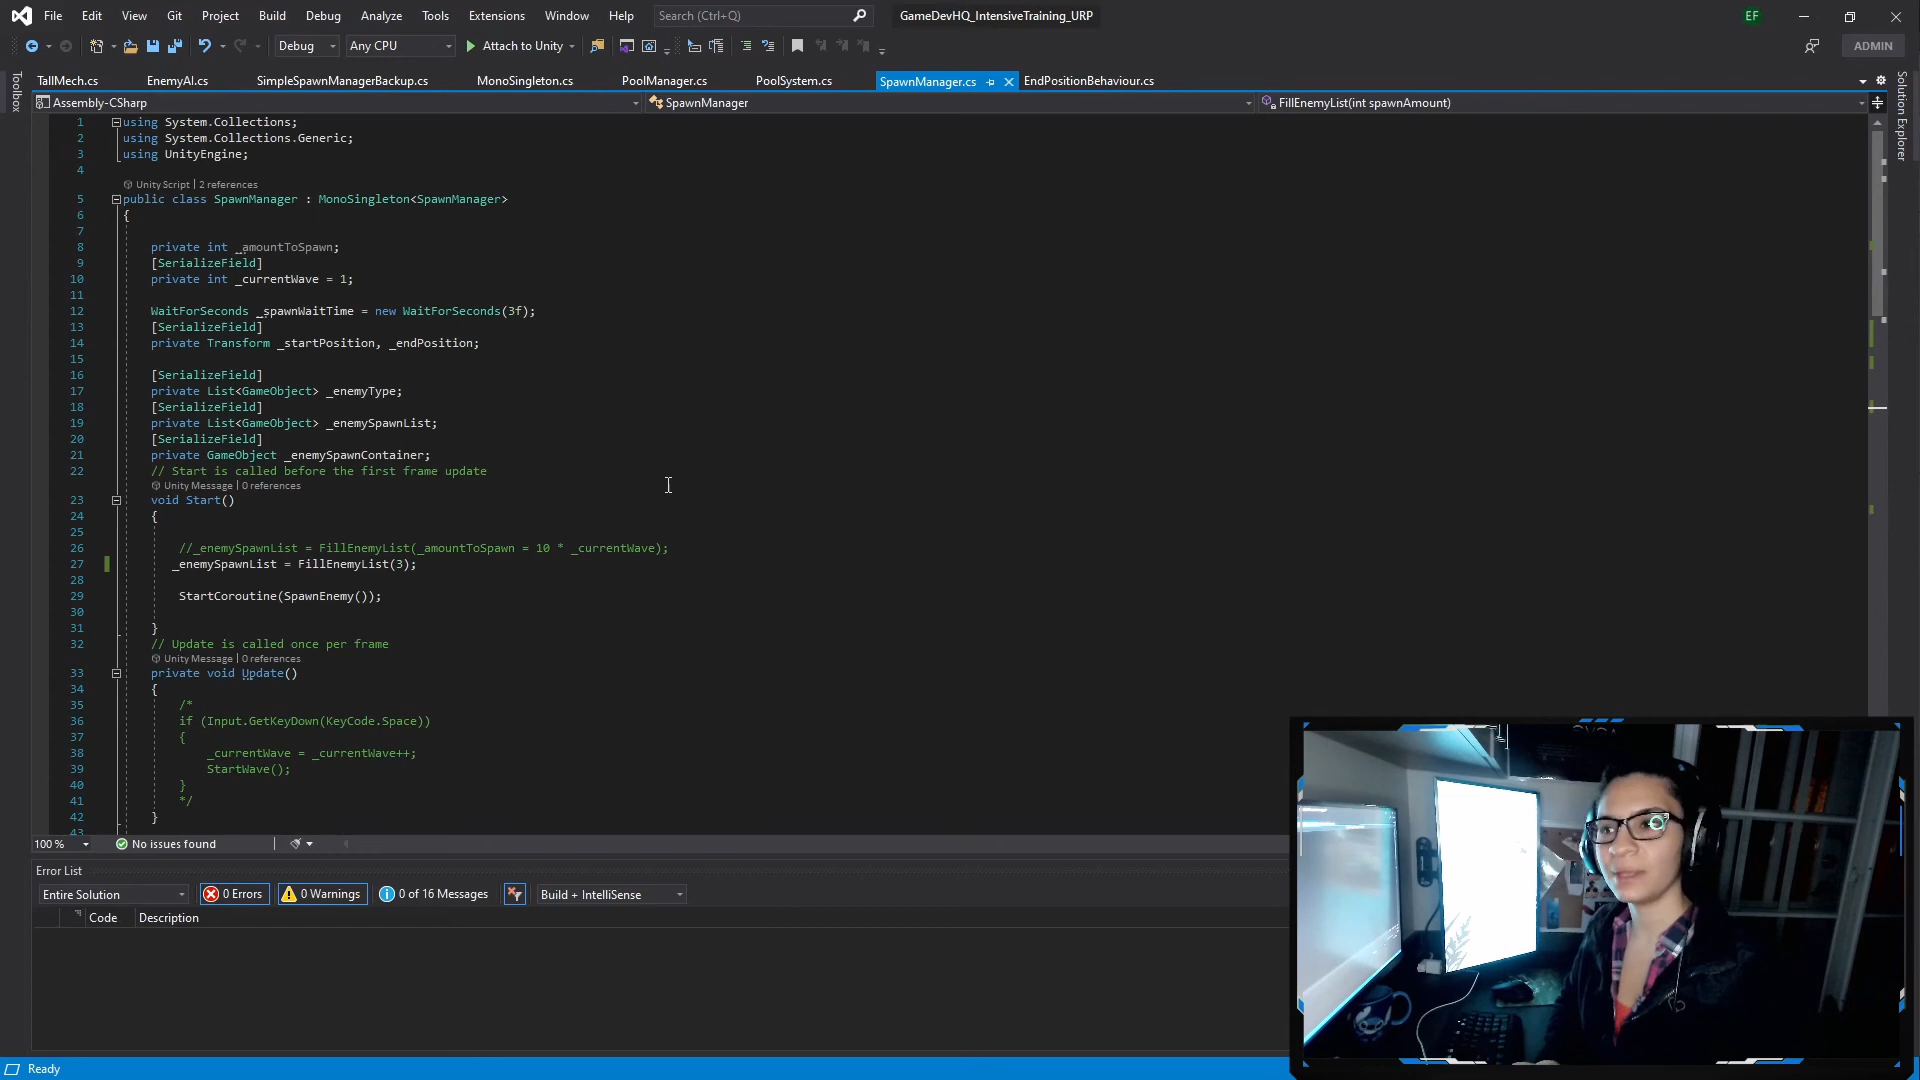 File Edit View Git Project Build Debug Analyze Tools Extensions Window Help Search (Ctrl+Q) GameDevHQ_IntensiveTraining_URP EF
Debug Any CPU Attach to Unity ADMIN
TallMech.cs EnemyAI.cs SimpleSpawnManagerBackup.cs MonoSingleton.cs PoolManager.cs PoolSystem.cs SpawnManager.cs EndPositionBehaviour.cs
Toolbox
Solution Explorer
Assembly-CSharp SpawnManager FillEnemyList(int spawnAmount)
1 using System.Collections;
2 using System.Collections.Generic;
3 using UnityEngine;
4
Unity Script | 2 references
5 public class SpawnManager : MonoSingleton<SpawnManager>
6 {
7
8 private int _amountToSpawn;
9 [SerializeField]
10 private int _currentWave = 1;
11
12 WaitForSeconds _spawnWaitTime = new WaitForSeconds(3f);
13 [SerializeField]
14 private Transform _startPosition, _endPosition;
15
16 [SerializeField]
17 private List<GameObject> _enemyType;
18 [SerializeField]
19 private List<GameObject> _enemySpawnList;
20 [SerializeField]
21 private GameObject _enemySpawnContainer;
22 // Start is called before the first frame update
Unity Message | 0 references
23 void Start()
24 {
25
26 //_enemySpawnList = FillEnemyList(_amountToSpawn = 10 * _currentWave);
27 _enemySpawnList = FillEnemyList(3);
28
29 StartCoroutine(SpawnEnemy());
30
31 }
32 // Update is called once per frame
Unity Message | 0 references
33 private void Update()
34 {
35 /*
36 if (Input.GetKeyDown(KeyCode.Space))
37 {
38 _currentWave = _currentWave++;
39 StartWave();
40 }
41 */
42 }
43
100 % No issues found
Error List
Entire Solution 0 Errors 0 Warnings 0 of 16 Messages Build + IntelliSense
Code Description
Ready